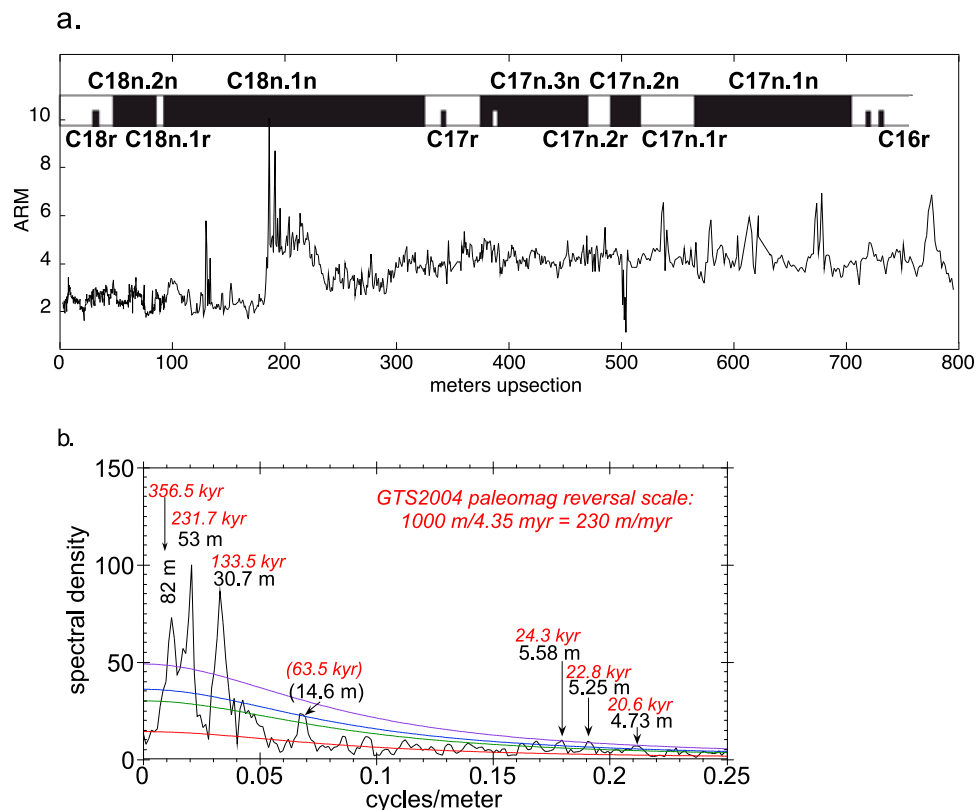 a.
C18n.2n C18n.1n C17n.3n C17n.2n C17n.1n
C18r C18n.1r C17r C17n.2r C17n.1r C16r
10
8
6
4
2
ARM
0 100 200 300 400 500 600 700 800
meters upsection
b.
150
100
50
0
spectral density
356.5 kyr
82 m
231.7 kyr
53 m
133.5 kyr
30.7 m
(63.5 kyr)
(14.6 m)
GTS2004 paleomag reversal scale:
1000 m/4.35 myr = 230 m/myr
24.3 kyr
5.58 m
22.8 kyr
5.25 m
20.6 kyr
4.73 m
0 0.05 0.1 0.15 0.2 0.25
cycles/meter